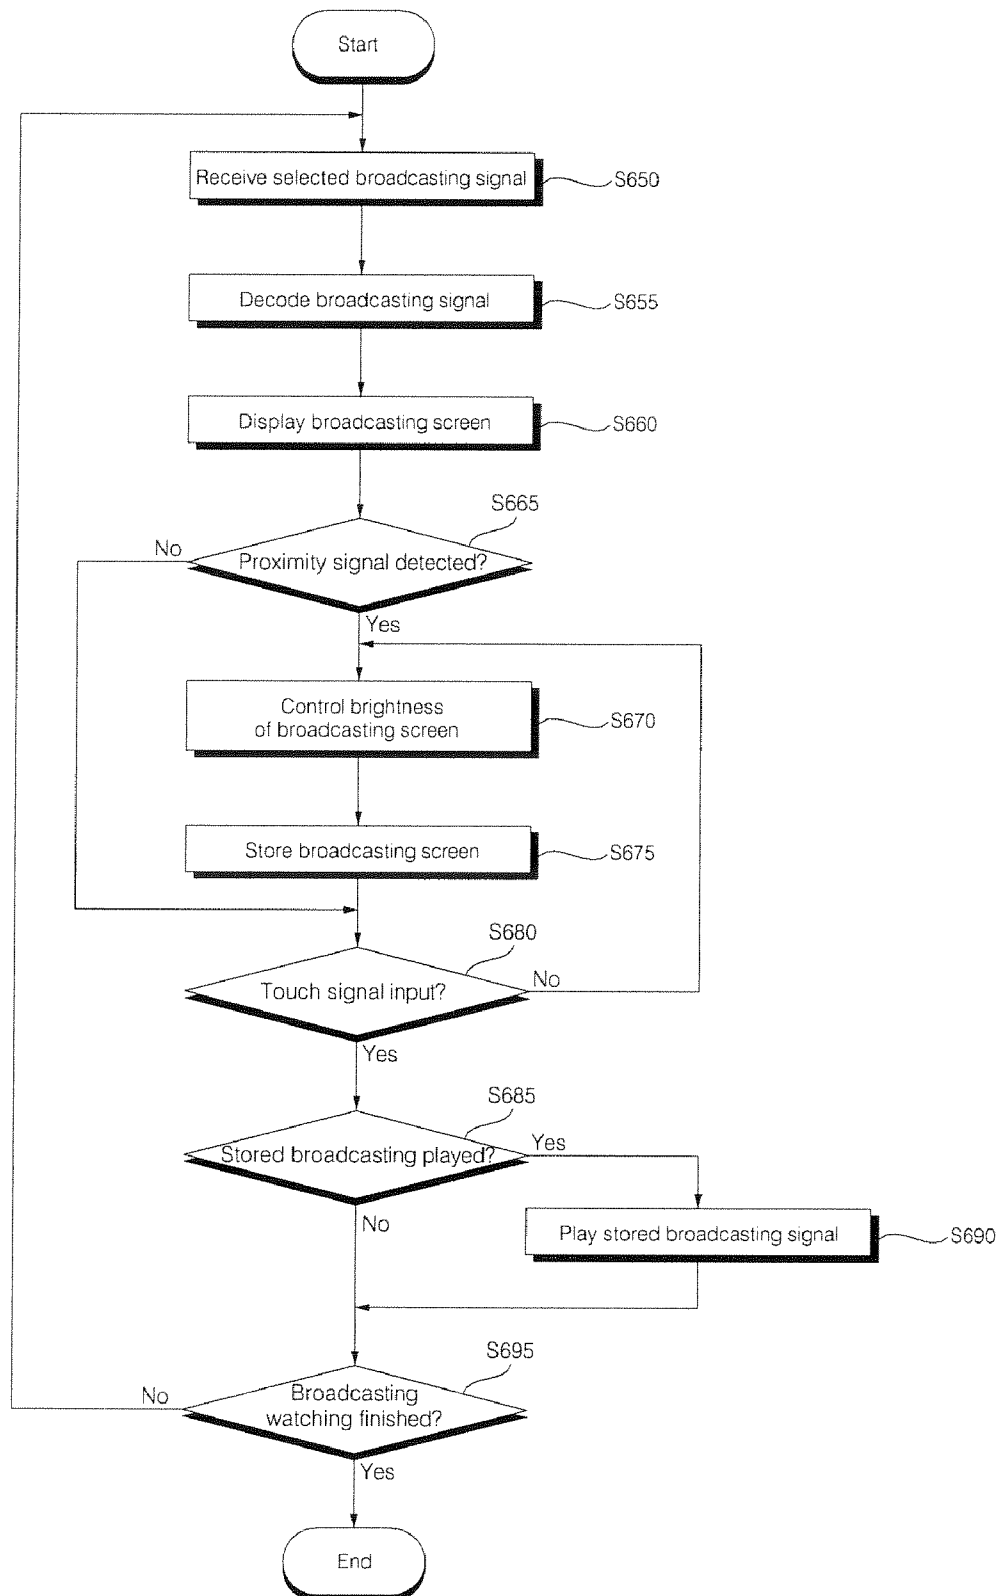 Start
Receive selected broadcasting signal
S650
Decode broadcasting signal
S655
Display broadcasting screen
S660
S665
No
Proximity signal detected?
Yes
Control brightness
of broadcasting screen
S670
Store broadcasting screen
S675
S680
Touch signal input?
No
Yes
S685
Stored broadcasting played?
Yes
No
Play stored broadcasting signal
S690
S695
No
Broadcasting
watching finished?
Yes
End